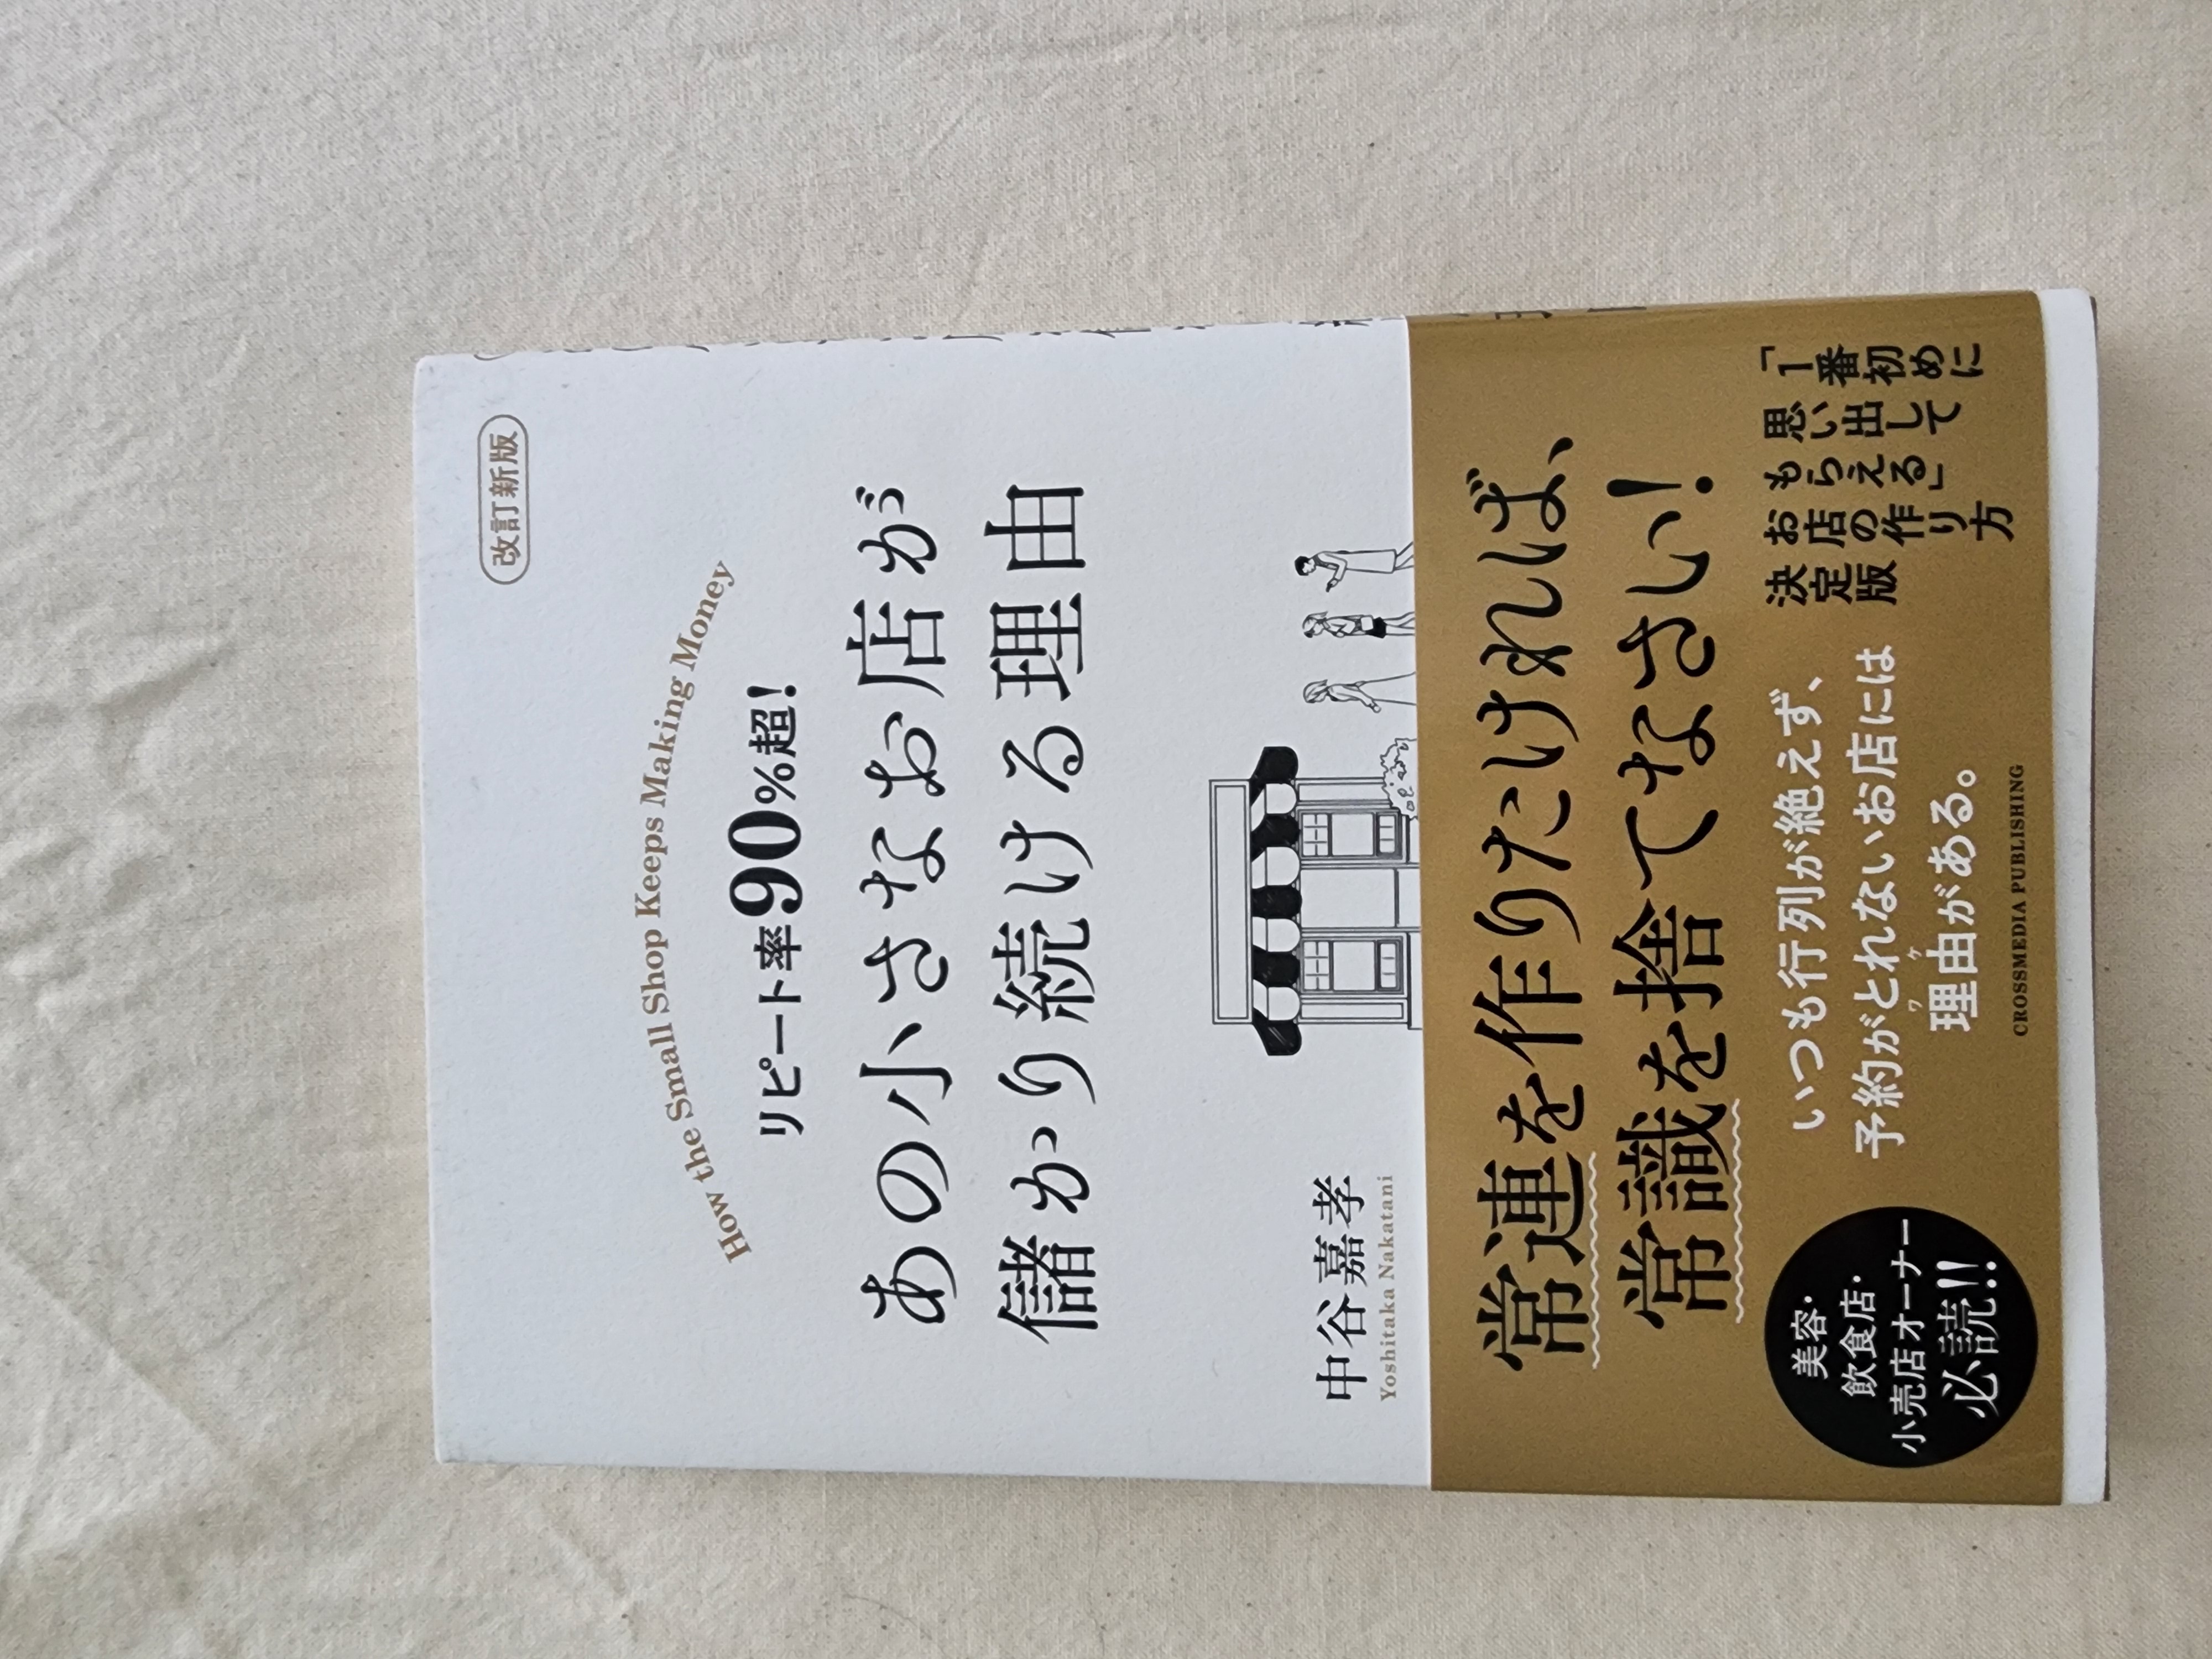 改訂新版
How the Small Shop Keeps Making Money
リピート率90%超!
あの小さなお店が
儲かり続ける理由
中谷嘉孝
Yoshitaka Nakatani
常連を作りたければ、
常識を捨てなさい!
美容・
飲食店・
小売店オーナー
必読!!
いつも行列が絶えず、
予約がとれないお店には
ワケ
理由がある。
「1番初めに
思い出して
もらえる」
お店の作り方
決定版
CROSSMEDIA PUBLISHING